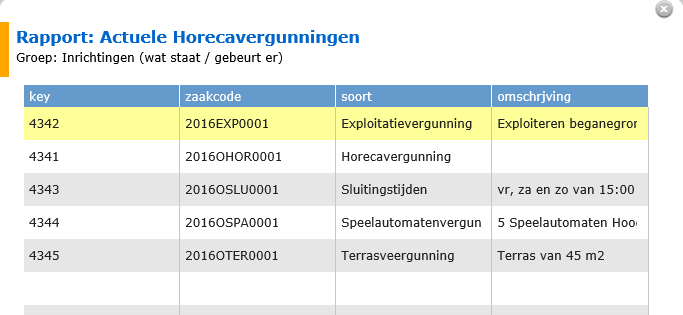 Rapport: Actuele Horecavergunningen
Groep: Inrichtingen (wat staat / gebeurt er)
key zaakcode soort omschrjving
4342 2016EXP0001 Exploitatievergunning Exploiteren beganegror
4341 2016OHOR0001 Horecavergunning
4343 2016OSLU0001 Sluitingstijden vr, za en zo van 15:00
4344 2016OSPA0001 Speelautomatenvergun 5 Speelautomaten Hoo
4345 2016OTER0001 Terrasveergunning Terras van 45 m2